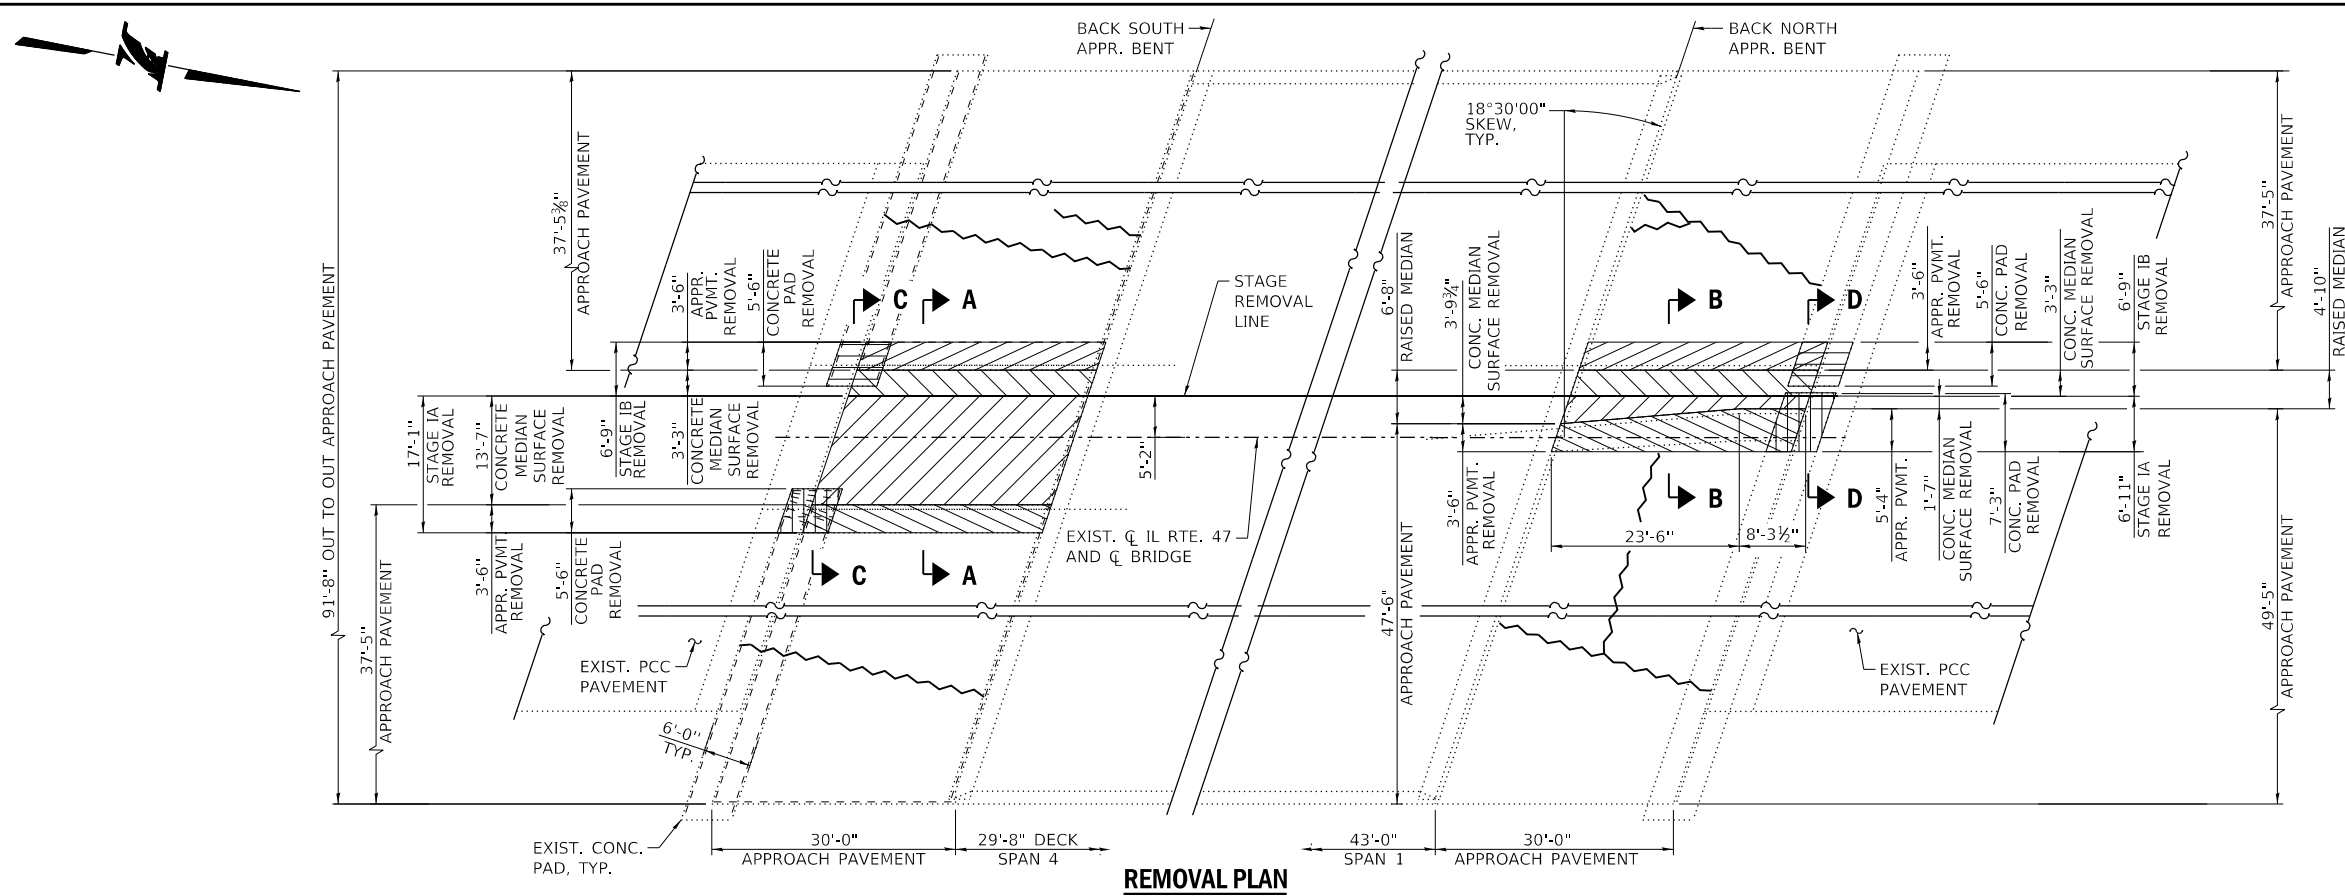 BACK SOUTH
APPR. BENT
BACK NORTH
APPR. BENT
18°30'00"
SKEW,
TYP.
91'-8" OUT TO OUT APPROACH PAVEMENT
37'-5⅜"
APPROACH PAVEMENT
3'-6"
APPR.
PVMT.
REMOVAL
5'-6"
CONCRETE
PAD
REMOVAL
C
A
STAGE
REMOVAL
LINE
6'-8"
RAISED MEDIAN
3'-9¾"
CONC. MEDIAN
SURFACE REMOVAL
B
D
3'-6"
APPR. PVMT.
REMOVAL
5'-6"
CONC. PAD
REMOVAL
3'-3"
CONC. MEDIAN
SURFACE REMOVAL
6'-9"
STAGE IB
REMOVAL
37'-5"
APPROACH PAVEMENT
4'-10"
RAISED MEDIAN
17'-1"
STAGE IA
REMOVAL
13'-7"
CONCRETE
MEDIAN
SURFACE
REMOVAL
6'-9"
STAGE IB
REMOVAL
3'-3"
CONCRETE
MEDIAN
SURFACE
REMOVAL
5'-2"
37'-5"
APPROACH PAVEMENT
3'-6"
APPR. PVMT.
REMOVAL
5'-6"
CONCRETE
PAD
REMOVAL
C
A
EXIST. ℄ IL RTE. 47
AND ℄ BRIDGE
3'-6"
APPR. PVMT.
REMOVAL
47'-6"
APPROACH PAVEMENT
B
D
23'-6"
8'-3½"
5'-4"
APPR. PVMT.
1'-7"
CONC. MEDIAN
SURFACE REMOVAL
7'-3"
CONC. PAD
REMOVAL
6'-11"
STAGE IA
REMOVAL
49'-5"
APPROACH PAVEMENT
EXIST. PCC
PAVEMENT
EXIST. PCC
PAVEMENT
6'-0"
TYP.
EXIST. CONC.
PAD, TYP.
30'-0"
APPROACH PAVEMENT
29'-8" DECK
SPAN 4
43'-0"
SPAN 1
30'-0"
APPROACH PAVEMENT
REMOVAL PLAN